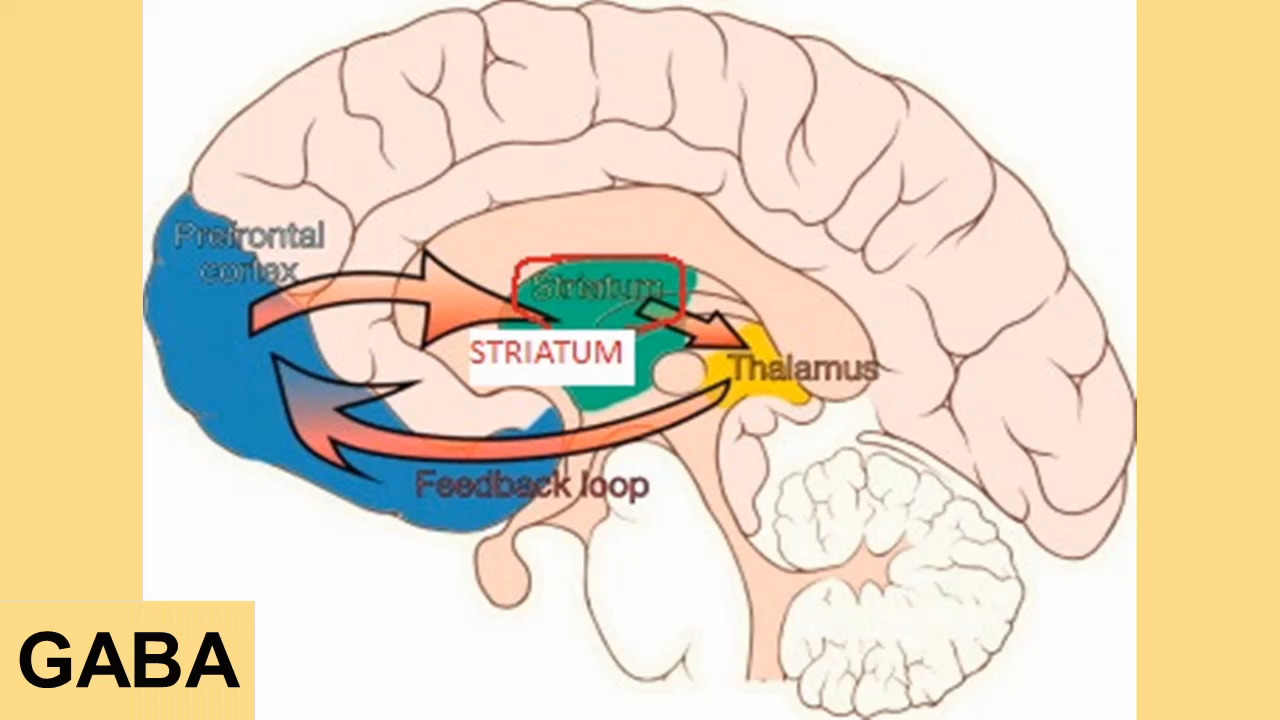 Prefrontal
cortex
Striatum
STRIATUM
Thalamus
Feedback loop
GABA